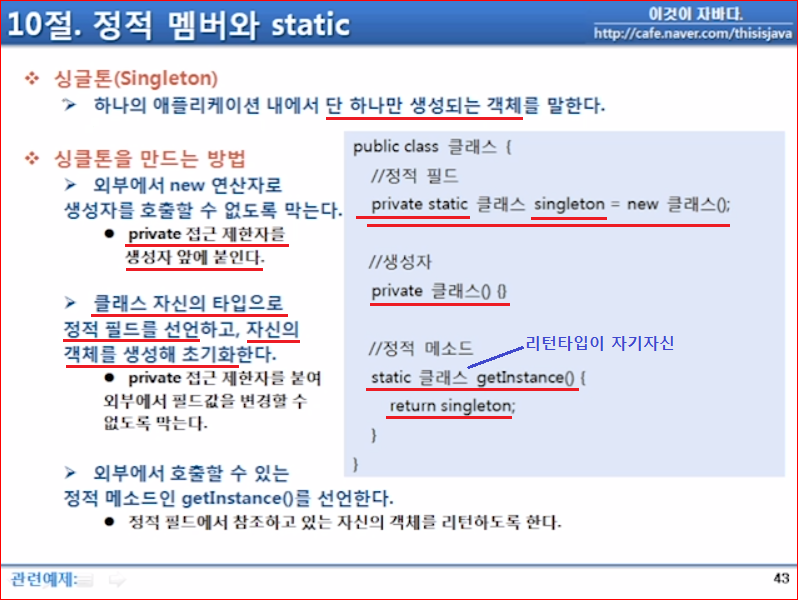 10절. 정적 멤버와 static
이것이 자바다.
http://cafe.naver.com/thisisjava
싱글톤(Singleton)
하나의 애플리케이션 내에서 단 하나만 생성되는 객체를 말한다.
싱클톤을 만드는 방법
외부에서 new 연산자로
생성자를 호출할 수 없도록 막는다.
private 접근 제한자를
생성자 앞에 붙인다.
클래스 자신의 타입으로
정적 필드를 선언하고, 자신의
객체를 생성해 초기화한다.
private 접근 제한자를 붙여
외부에서 필드값을 변경할 수
없도록 막는다.
외부에서 호출할 수 있는
정적 메소드인 getInstance()를 선언한다.
정적 필드에서 참조하고 있는 자신의 객체를 리턴하도록 한다.
public class 클래스 {
//정적 필드
private static 클래스 singleton = new 클래스();
//생성자
private 클래스() {}
//정적 메소드
리턴타입이 자기자신
static 클래스 getInstance() {
return singleton;
}
}
관련예제:
43